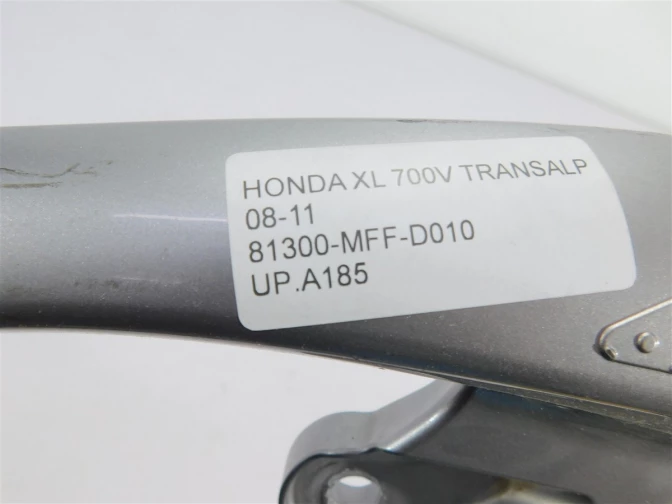 HONDA XL 700V TRANSALP
08-11
81300-MFF-D010
UP.A185